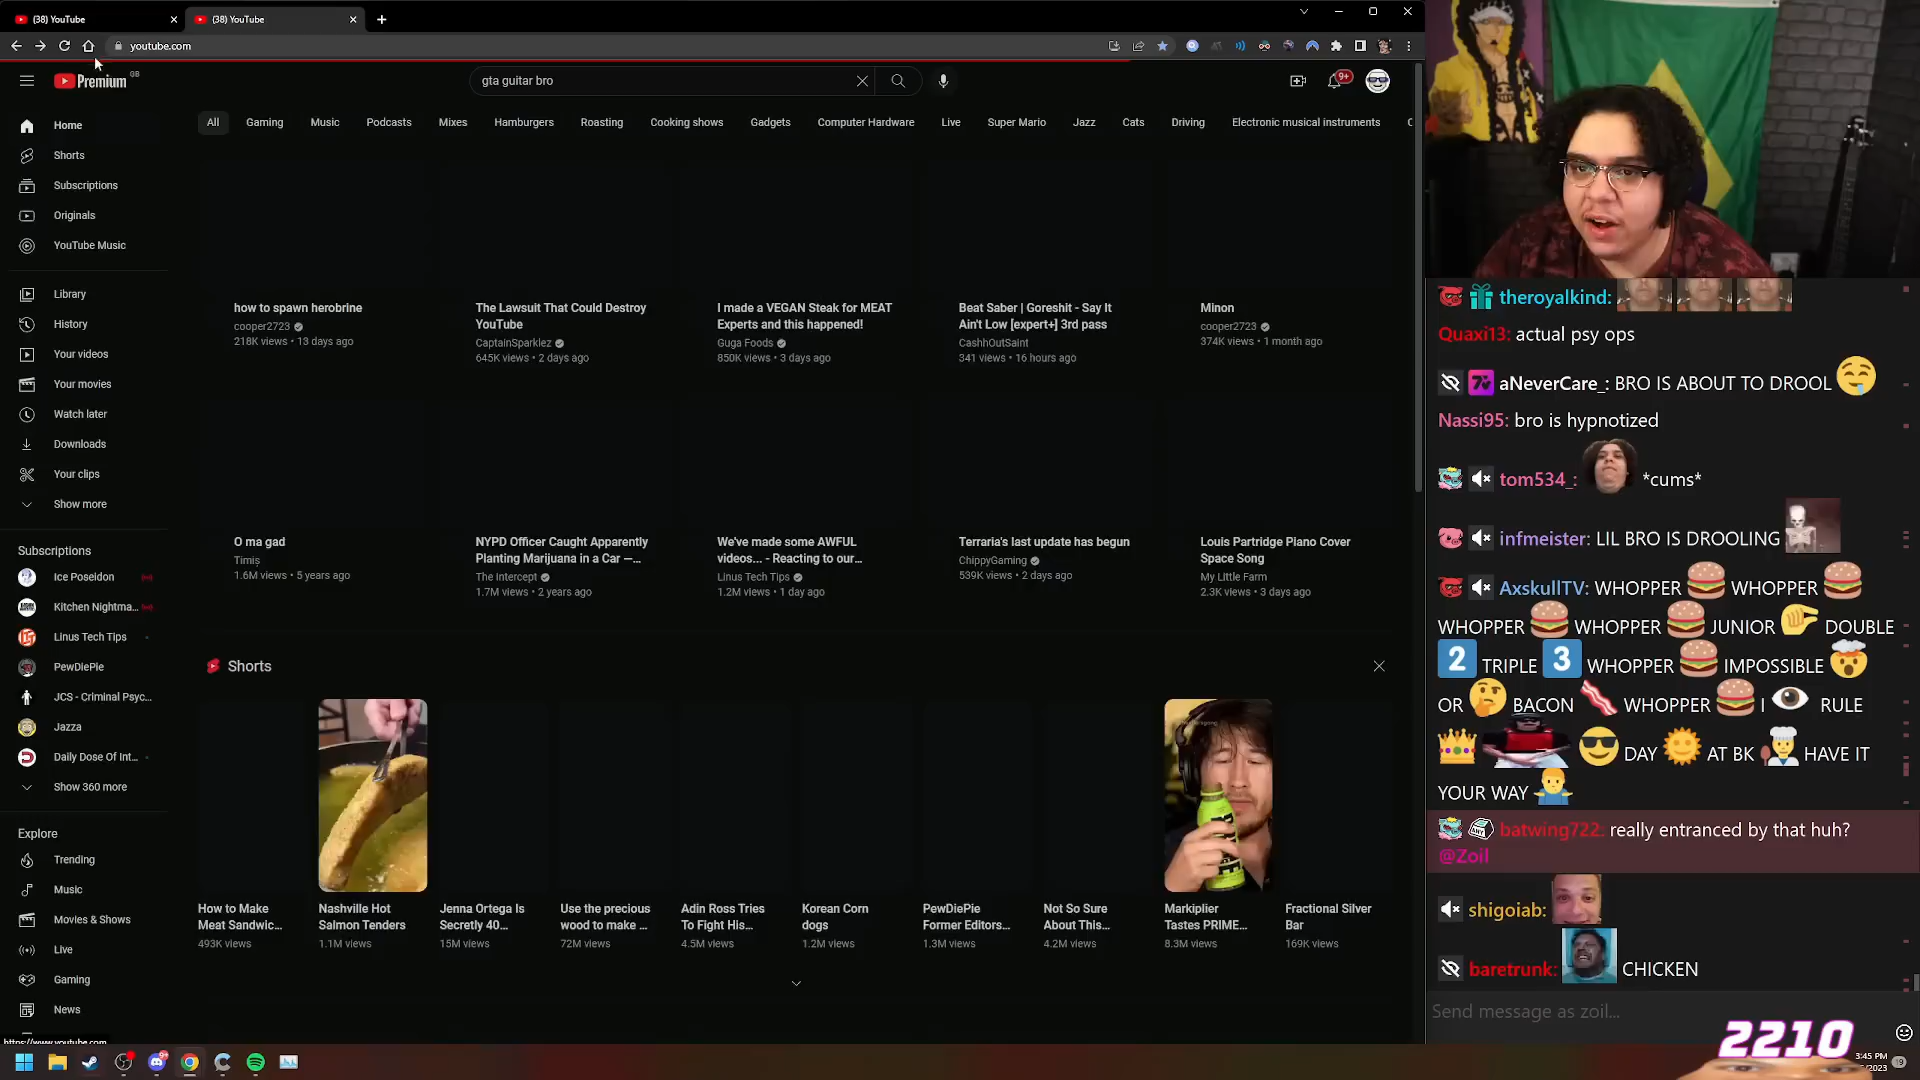 (38) YouTube
(38) YouTube
youtube.com
Premium GB
gta guitar bro
9+
All Gaming Music Podcasts Mixes Hamburgers Roasting Cooking shows Gadgets Computer Hardware Live Super Mario Jazz Cats Driving Electronic musical instruments
Home
Shorts
Subscriptions
Originals
YouTube Music
Library
History
Your videos
Your movies
Watch later
Downloads
Your clips
Show more
Subscriptions
Ice Poseidon
Kitchen Nightma...
Linus Tech Tips
PewDiePie
JCS - Criminal Psyc...
Jazza
Daily Dose Of Int...
Show 360 more
Explore
Trending
Music
Movies & Shows
Live
Gaming
News
https://www.youtube.com
how to spawn herobrine
cooper2723
218K views • 13 days ago
The Lawsuit That Could Destroy
YouTube
CaptainSparklez
645K views • 2 days ago
I made a VEGAN Steak for MEAT
Experts and this happened!
Guga Foods
850K views • 3 days ago
Beat Saber | Goreshit - Say It
Ain't Low [expert+] 3rd pass
CashhOutSaint
341 views • 16 hours ago
Minon
cooper2723
374K views • 1 month ago
O ma gad
Timiș
1.6M views • 5 years ago
NYPD Officer Caught Apparently
Planting Marijuana in a Car —...
The Intercept
1.7M views • 2 years ago
We've made some AWFUL
videos... - Reacting to our...
Linus Tech Tips
1.2M views • 1 day ago
Terraria's last update has begun
ChippyGaming
539K views • 2 days ago
Louis Partridge Piano Cover
Space Song
My Little Farm
2.3K views • 3 days ago
Shorts
How to Make
Meat Sandwic...
493K views
Nashville Hot
Salmon Tenders
1.1M views
Jenna Ortega Is
Secretly 40...
15M views
Use the precious
wood to make ...
72M views
Adin Ross Tries
To Fight His...
4.5M views
Korean Corn
dogs
1.2M views
PewDiePie
Former Editors...
1.3M views
Not So Sure
About This...
4.2M views
Markiplier
Tastes PRIME...
8.3M views
Fractional Silver
Bar
169K views
theroyalkind:
Quaxi13: actual psy ops
aNeverCare_: BRO IS ABOUT TO DROOL 🤤
Nassi95: bro is hypnotized
tom534_: *cums*
infmeister: LIL BRO IS DROOLING
AxskullTV: WHOPPER 🍔 WHOPPER 🍔
WHOPPER 🍔 WHOPPER 🍔 JUNIOR 🤏 DOUBLE
2️⃣ TRIPLE 3️⃣ WHOPPER 🍔 IMPOSSIBLE 🤯
OR 🤔 BACON 🥓 WHOPPER 🍔 I 👁 RULE
👑 😎 DAY ☀ AT BK 👨‍🍳 HAVE IT
YOUR WAY 🤷‍♂️
batwing722: really entranced by that huh?
@Zoil
shigoiab:
baretrunk: CHICKEN
Send message as zoil...
2210
3:45 PM
19